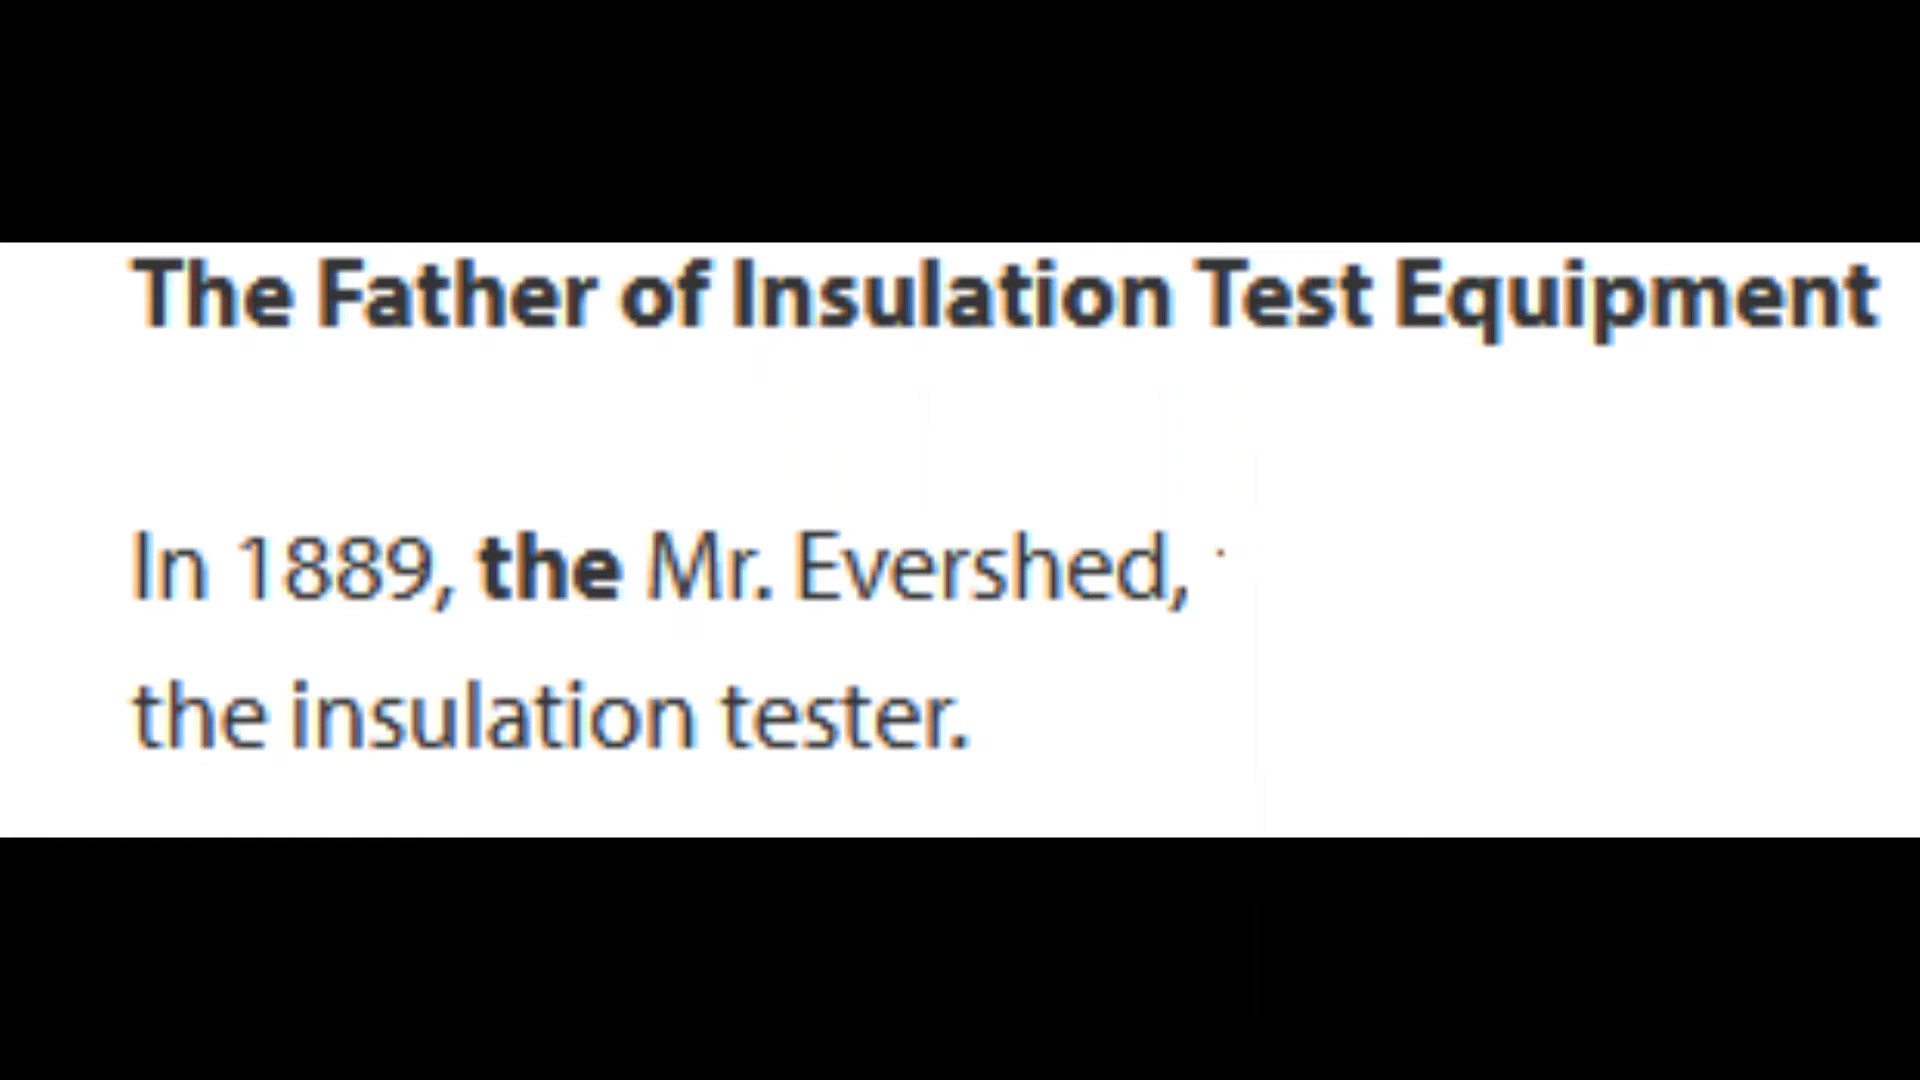 The Father of Insulation Test Equipment
In 1889, the Mr. Evershed,
the insulation tester.